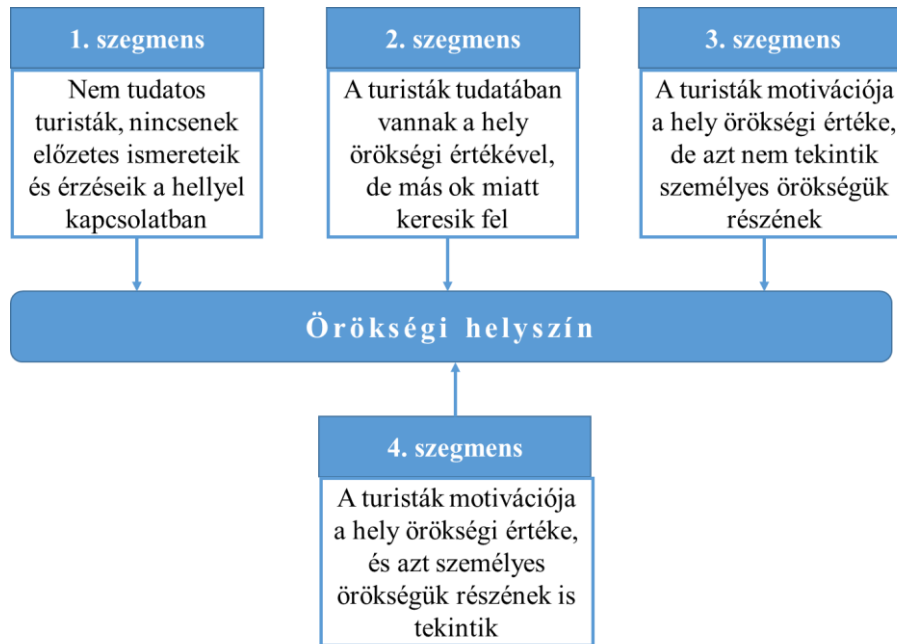 1. szegmens
Nem tudatos
turisták, nincsenek
előzetes ismereteik
és érzéseik a hellyel
kapcsolatban
2. szegmens
A turisták tudatában
vannak a hely
örökségi értékével,
de más ok miatt
keresik fel
3. szegmens
A turisták motivációja
a hely örökségi értéke,
de azt nem tekintik
személyes örökségük
részének
Örökségi helyszín
4. szegmens
A turisták motivációja
a hely örökségi értéke,
és azt személyes
örökségük részének is
tekintik